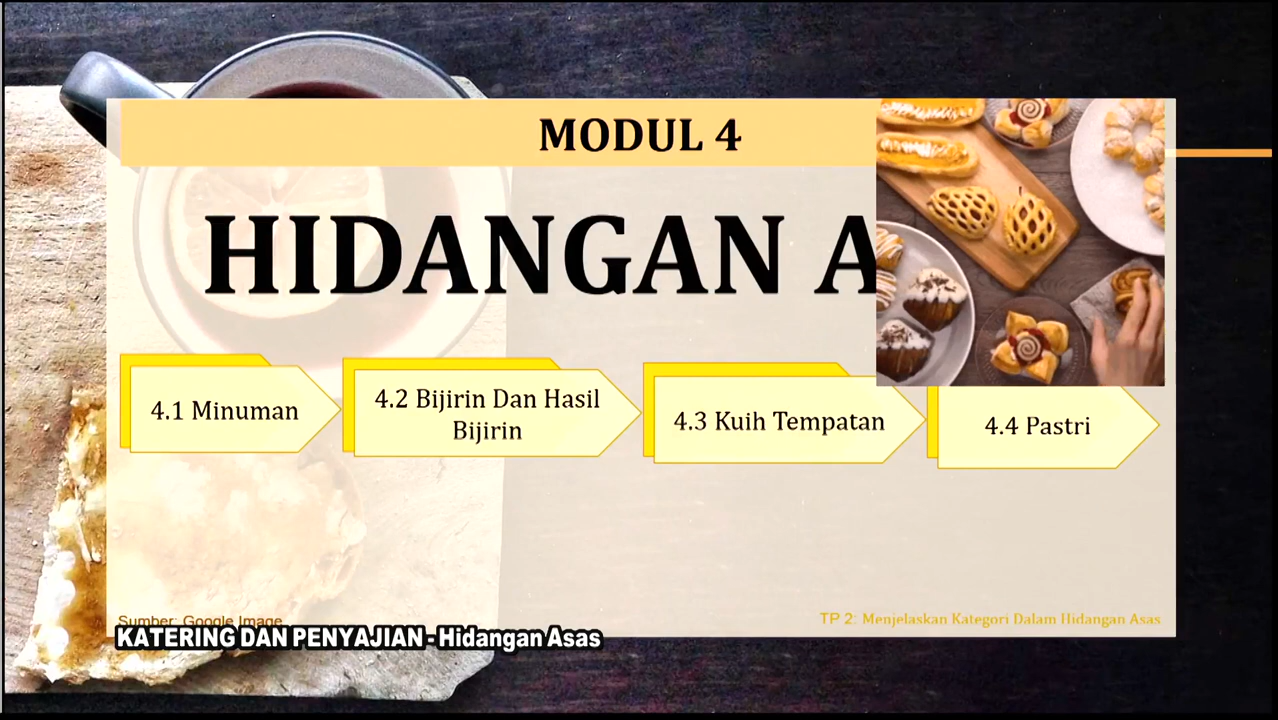 MODUL 4
HIDANGAN A
4.1 Minuman
4.2 Bijirin Dan Hasil
Bijirin
4.3 Kuih Tempatan
4.4 Pastri
Sumber: Google Image
TP 2: Menjelaskan Kategori Dalam Hidangan Asas
KATERING DAN PENYAJIAN - Hidangan Asas